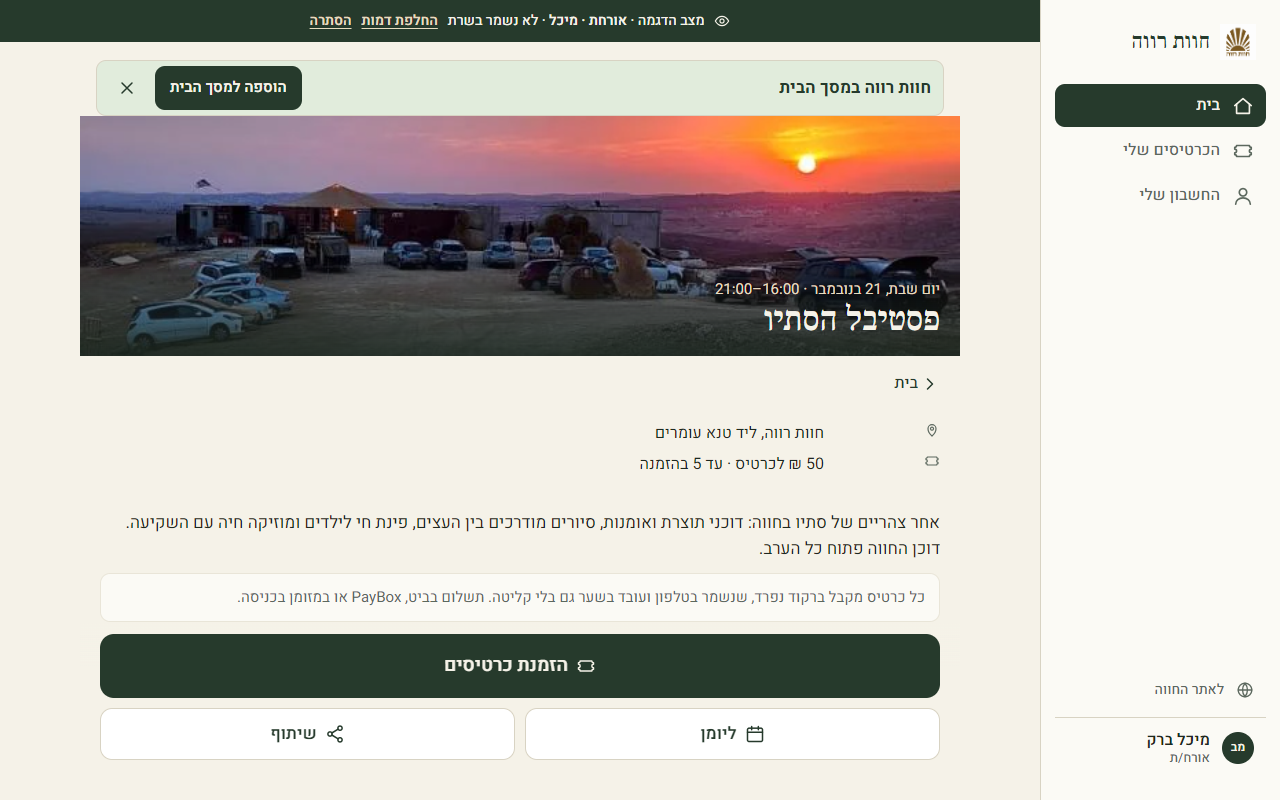 מצב הדגמה · אורחת · מיכל · לא נשמר בשרת החלפת דמות הסתרה
חוות רווה
בית
הכרטיסים שלי
החשבון שלי
לאתר החווה
מב
מיכל ברק
אורח/ת
חוות רווה במסך הבית
הוספה למסך הבית
יום שבת, 21 בנובמבר · 16:00–21:00
פסטיבל הסתיו
בית
חוות רווה, ליד טנא עומרים
50 ₪ לכרטיס · עד 5 בהזמנה
אחר צהריים של סתיו בחווה: דוכני תוצרת ואומנות, סיורים מודרכים בין העצים, פינת חי לילדים ומוזיקה חיה עם השקיעה.
דוכן החווה פתוח כל הערב.
כל כרטיס מקבל ברקוד נפרד, שנשמר בטלפון ועובד בשער גם בלי קליטה. תשלום בביט, PayBox או במזומן בכניסה.
הזמנת כרטיסים
ליומן
שיתוף